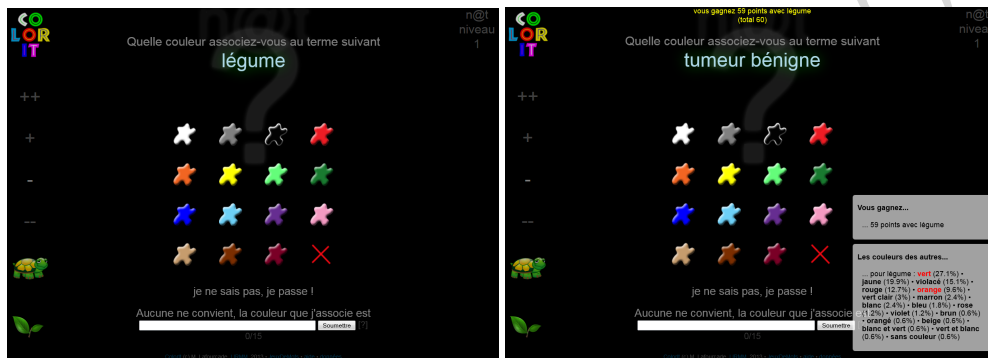 CO
LOR
IT
n@t
niveau
1
Quelle couleur associez-vous au terme suivant
légume
++
+
-
--
je ne sais pas, je passe !
Aucune ne convient, la couleur que j'associe est
Soumettre [?]
0/15
vous gagnez 59 points avec légume
(total 60)
CO
LOR
IT
n@t
niveau
1
Quelle couleur associez-vous au terme suivant
tumeur bénigne
++
+
-
--
je ne sais pas, je passe !
Aucune ne convient, la couleur que j'associe e
Soumettre
0/15
Vous gagnez...
... 59 points avec légume
Les couleurs des autres...
... pour légume : vert (27.1%) •
jaune (19.9%) • violacé (15.1%) •
rouge (12.7%) • orange (9.6%) •
vert clair (3%) • marron (2.4%) •
blanc (2.4%) • bleu (1.8%) • rose
(1.2%) • violet (1.2%) • brun (0.6%)
• orangé (0.6%) • beige (0.6%) •
blanc et vert (0.6%) • vert et blanc
(0.6%) • sans couleur (0.6%)